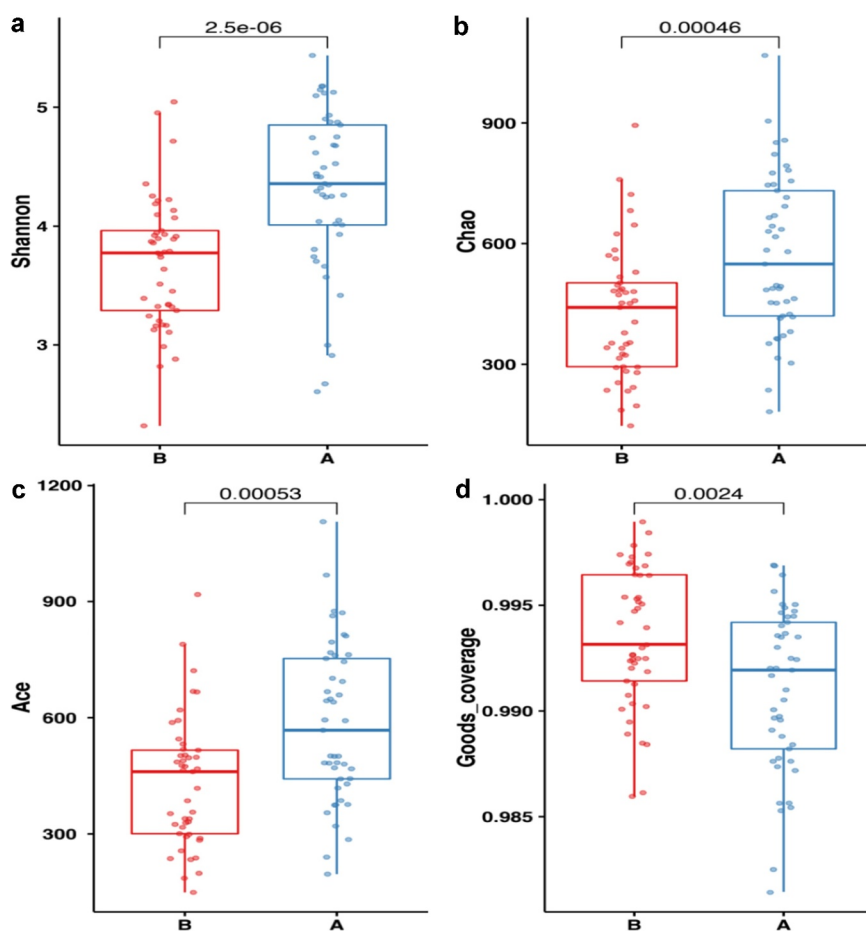 a
2.5e-06
Shannon
5
4
3
B
A
b
0.00046
Chao
900
600
300
B
A
c
0.00053
Ace
1200
900
600
300
B
A
d
0.0024
Goods_coverage
1.000
0.995
0.990
0.985
B
A